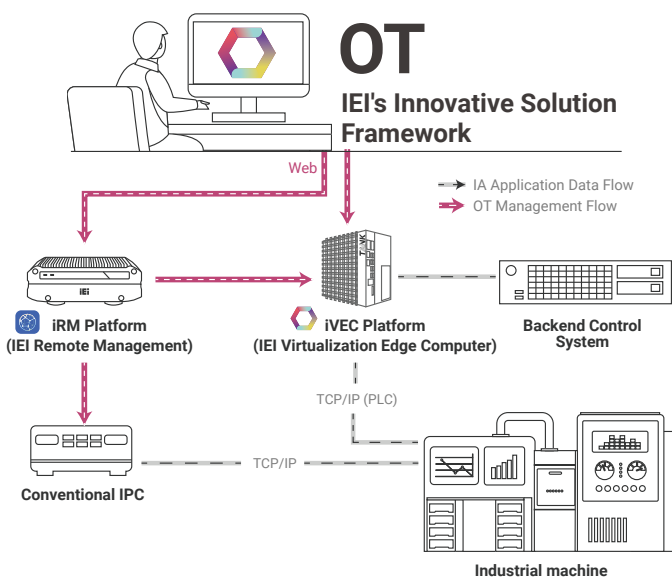 OT
IEI's Innovative Solution
Framework
Web
IA Application Data Flow
OT Management Flow
iEi
TANK
iRM Platform
(IEI Remote Management)
iVEC Platform
(IEI Virtualization Edge Computer)
Backend Control
System
TCP/IP (PLC)
TCP/IP
Conventional IPC
Industrial machine